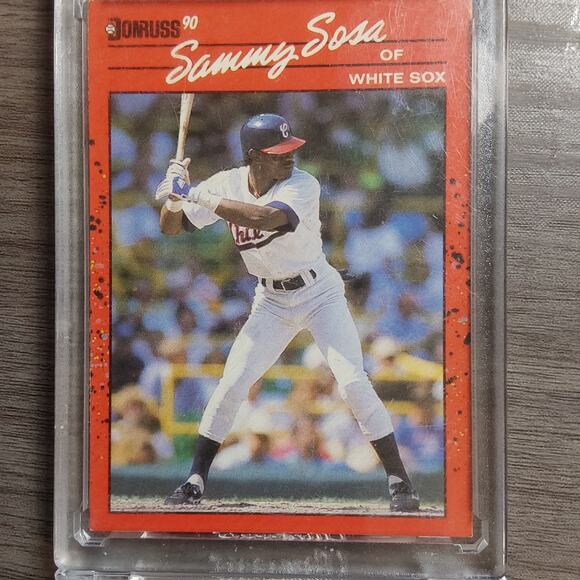 DONRUSS 90
Sammy Sosa
OF
WHITE SOX
C